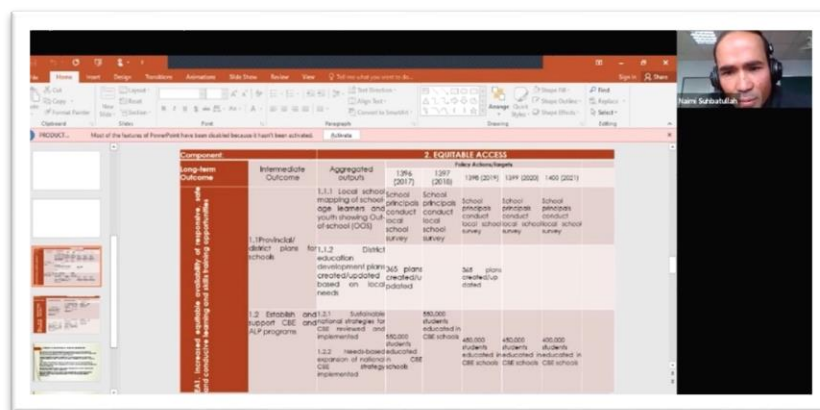 Home Insert Design Transitions Animations Slide Show Review View Tell me what you want to do...
Sign in Share
Cut
Copy
Format Painter
Layout
Reset
Section
Text Direction
Align Text
Convert to SmartArt
Arrange
Quick
Styles
Shape Fill
Shape Outline
Shape Effects
Find
Replace
Select
Clipboard
Slides
Font
Paragraph
Drawing
Editing
PRODUCT... Most of the features of PowerPoint have been disabled because it hasn't been activated. Activate
Naimi Suhbatullah
Component 2. EQUITABLE ACCESS
Long-term
Outcome
Intermediate
Outcome
Aggregated
outputs
Policy Actions/Targets
1396
(2017)
1397
(2018)
1398 (2019)
1399 (2020)
1400 (2021)
EA1. Increased equitable availability of responsive, safe
and conducive learning and skills training opportunities
1.1Provincial/
district plans for
schools
1.1.1 Local school
mapping of school-
age learners and
youth showing Out-
of-school (OOS)
School
principals
conduct
local
school
survey
School
principals
conduct
local
school
survey
School
principals
conduct
local school
survey
School
principals
conduct
local school
survey
School
principals
conduct
local school
survey
1.1.2 District
education
development plans
created/updated
based on local
needs
365 plans
created/u
pdated
365 plans
created/up
dated
1.2 Establish and
support CBE and
ALP programs
1.2.1 Sustainable
national strategies for
CBE reviewed and
implemented
1.2.2 Needs-based
expansion of national
CBE strategy
implemented
550,000
students
educated
in CBE
schools
550,000
students
educated in
CBE schools
450,000
students
educated in
CBE schools
450,000
students
educated in
CBE schools
400,000
students
educated in
CBE schools